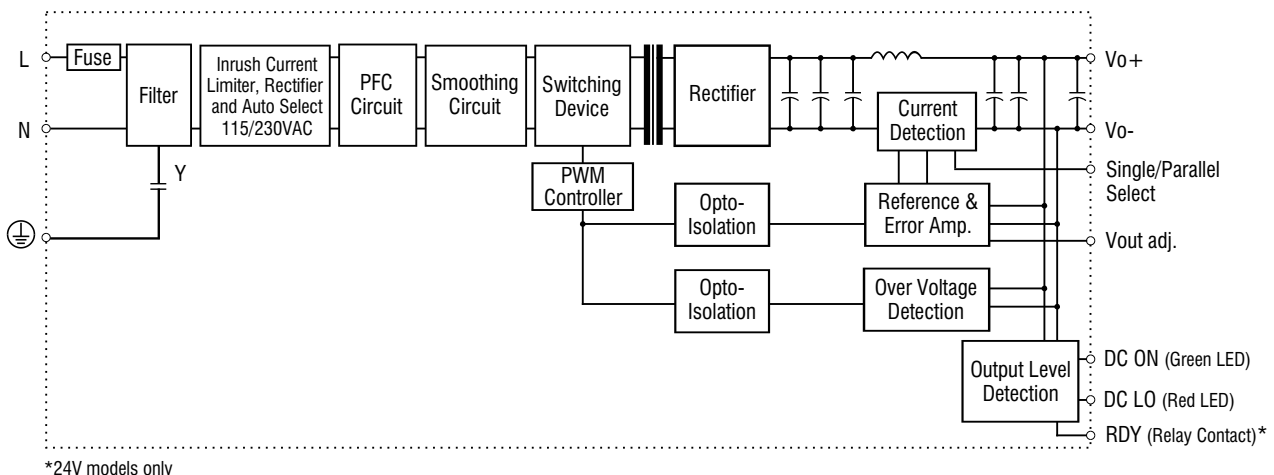 L
Fuse
Filter
Inrush Current
Limiter, Rectifier
and Auto Select
115/230VAC
PFC
Circuit
Smoothing
Circuit
Switching
Device
Rectifier
Current
Detection
Vo+
N
Vo-
Y
PWM
Controller
Opto-
Isolation
Reference &
Error Amp.
Single/Parallel
Select
Vout adj.
Opto-
Isolation
Over Voltage
Detection
Output Level
Detection
DC ON (Green LED)
DC LO (Red LED)
RDY (Relay Contact)*
*24V models only